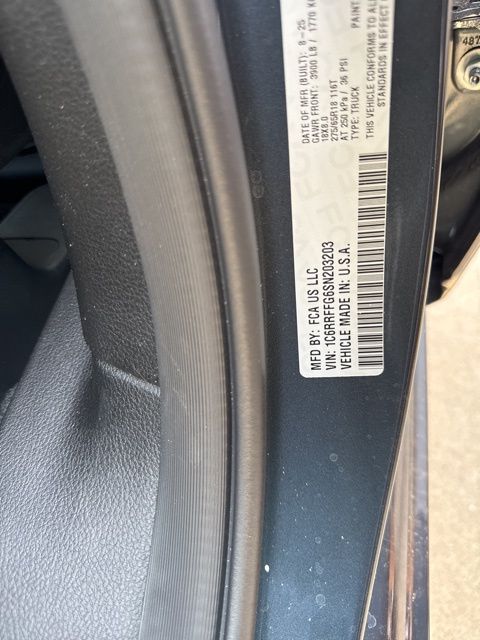 MFD BY: FCA US LLC
DATE OF MFR (BUILT): 8-25
GAWR FRONT: 3900 LB / 1770 K
18X8.0
275/65R18 116T
AT 250 kPa / 36 PSI
TYPE: TRUCK
PAINT
THIS VEHICLE CONFORMS TO AL
STANDARDS IN EFFECT
VIN: 1C6RRFFG6SN203203
VEHICLE MADE IN: U.S.A.
487